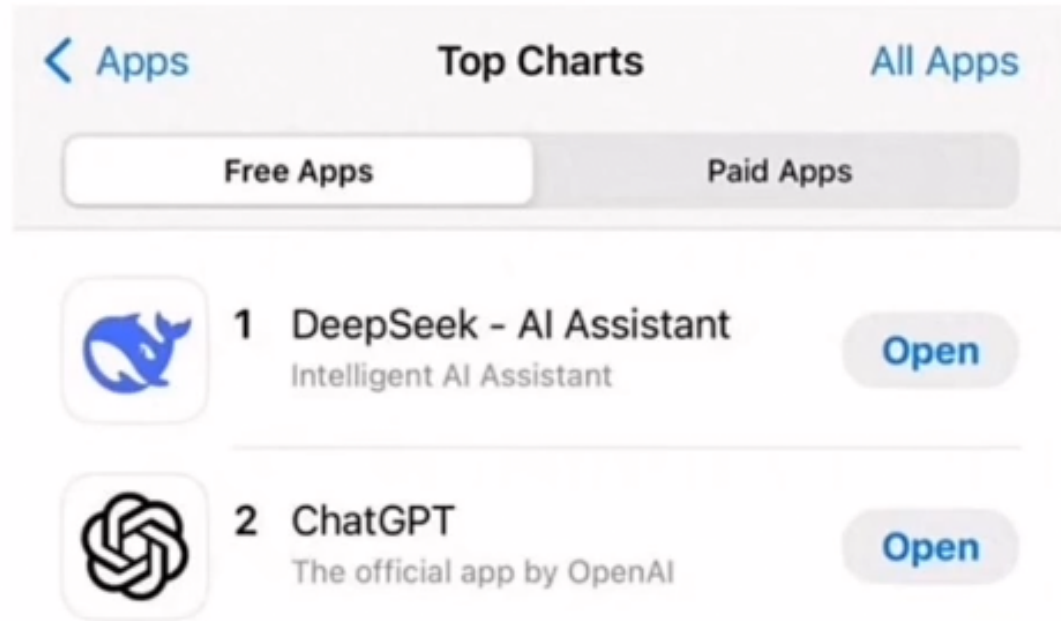 Apps Top Charts All Apps
Free Apps Paid Apps
1 DeepSeek - AI Assistant Open
Intelligent AI Assistant
2 ChatGPT Open
The official app by OpenAI